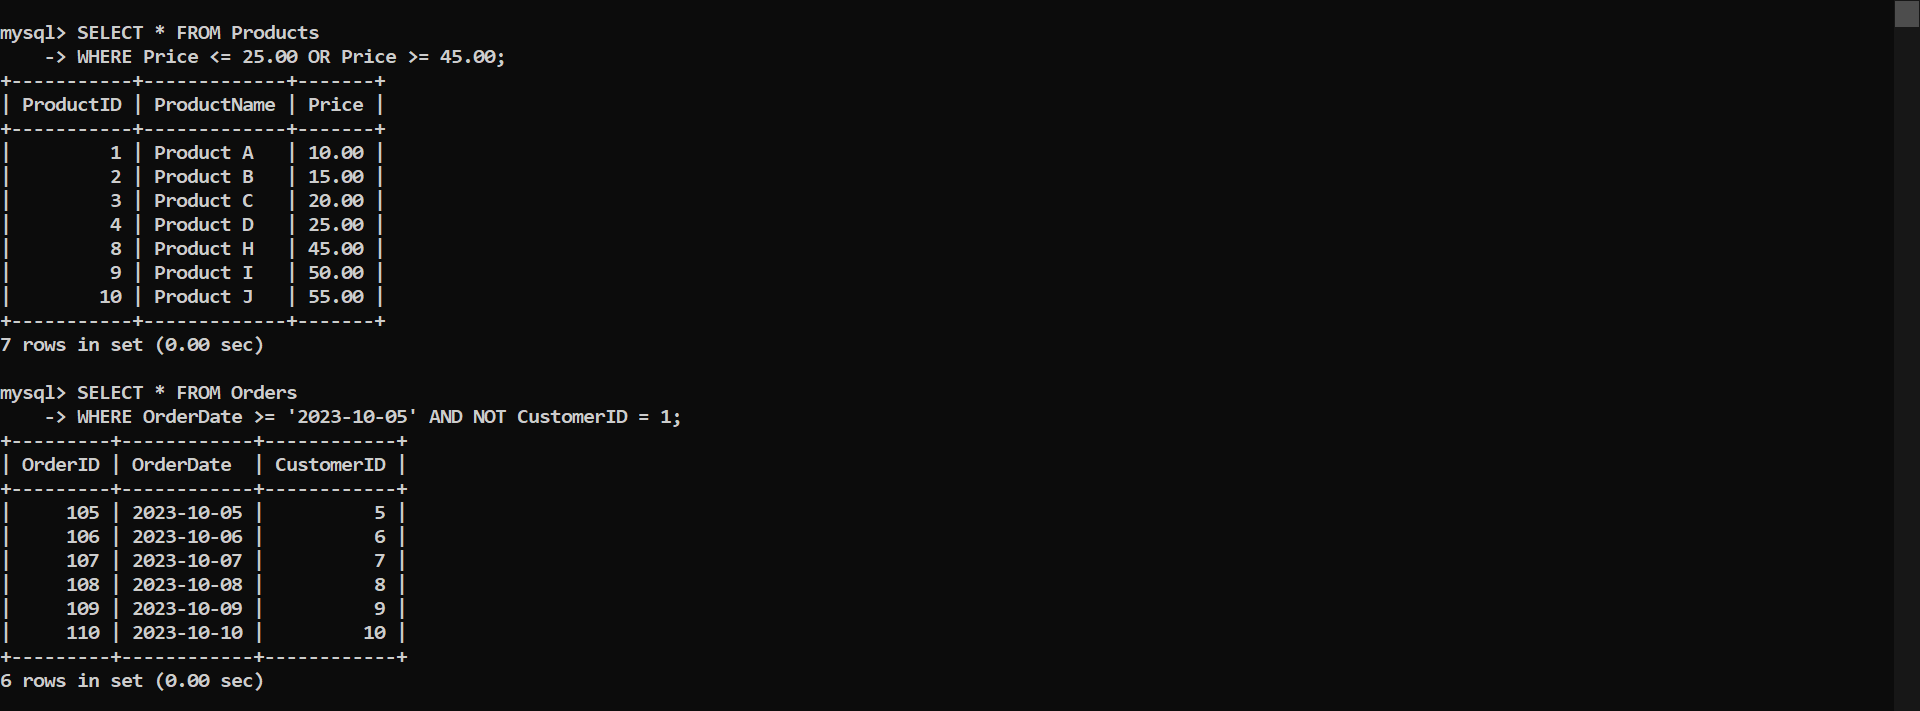 mysql> SELECT * FROM Products
    -> WHERE Price <= 25.00 OR Price >= 45.00;
+-----------+-------------+-------+
| ProductID | ProductName | Price |
+-----------+-------------+-------+
|         1 | Product A   | 10.00 |
|         2 | Product B   | 15.00 |
|         3 | Product C   | 20.00 |
|         4 | Product D   | 25.00 |
|         8 | Product H   | 45.00 |
|         9 | Product I   | 50.00 |
|        10 | Product J   | 55.00 |
+-----------+-------------+-------+
7 rows in set (0.00 sec)

mysql> SELECT * FROM Orders
    -> WHERE OrderDate >= '2023-10-05' AND NOT CustomerID = 1;
+---------+------------+------------+
| OrderID | OrderDate  | CustomerID |
+---------+------------+------------+
|     105 | 2023-10-05 |          5 |
|     106 | 2023-10-06 |          6 |
|     107 | 2023-10-07 |          7 |
|     108 | 2023-10-08 |          8 |
|     109 | 2023-10-09 |          9 |
|     110 | 2023-10-10 |         10 |
+---------+------------+------------+
6 rows in set (0.00 sec)